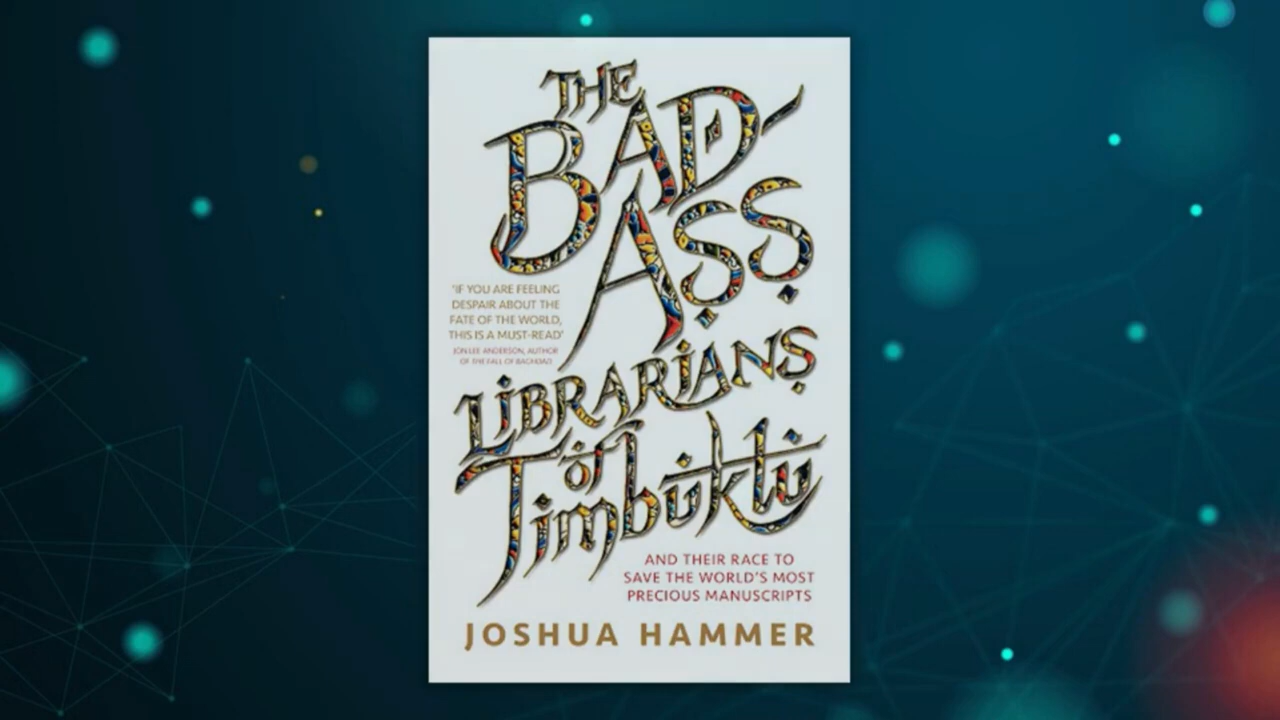 THE
BAD-
ASS
'IF YOU ARE FEELING
DESPAIR ABOUT THE
FATE OF THE WORLD,
THIS IS A MUST-READ'
JON LEE ANDERSON, AUTHOR
OF THE FALL OF BAGHDAD
LIBRARIANS
of
Timbuktu
AND THEIR RACE TO
SAVE THE WORLD'S MOST
PRECIOUS MANUSCRIPTS
JOSHUA HAMMER